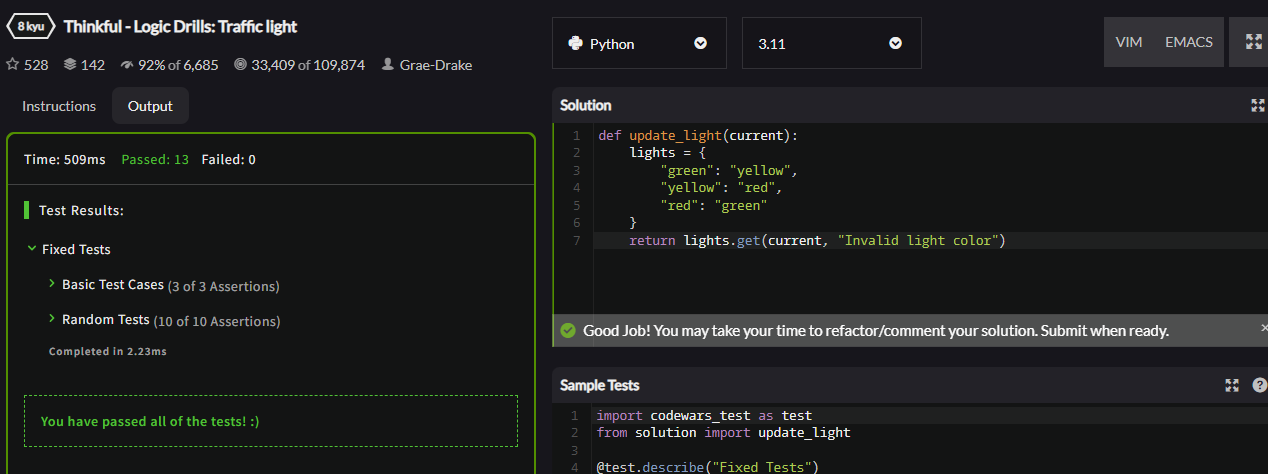 8 kyu Thinkful - Logic Drills: Traffic light
528 142 92% of 6,685 33,409 of 109,874 Grae-Drake
Instructions Output
Time: 509ms Passed: 13 Failed: 0
Test Results:
Fixed Tests
Basic Test Cases (3 of 3 Assertions)
Random Tests (10 of 10 Assertions)
Completed in 2.23ms
You have passed all of the tests! :)
Python 3.11 VIM EMACS
Solution
1 def update_light(current):
2     lights = {
3         "green": "yellow",
4         "yellow": "red",
5         "red": "green"
6     }
7     return lights.get(current, "Invalid light color")
Good Job! You may take your time to refactor/comment your solution. Submit when ready. ×
Sample Tests ?
1 import codewars_test as test
2 from solution import update_light
3
4 @test.describe("Fixed Tests")